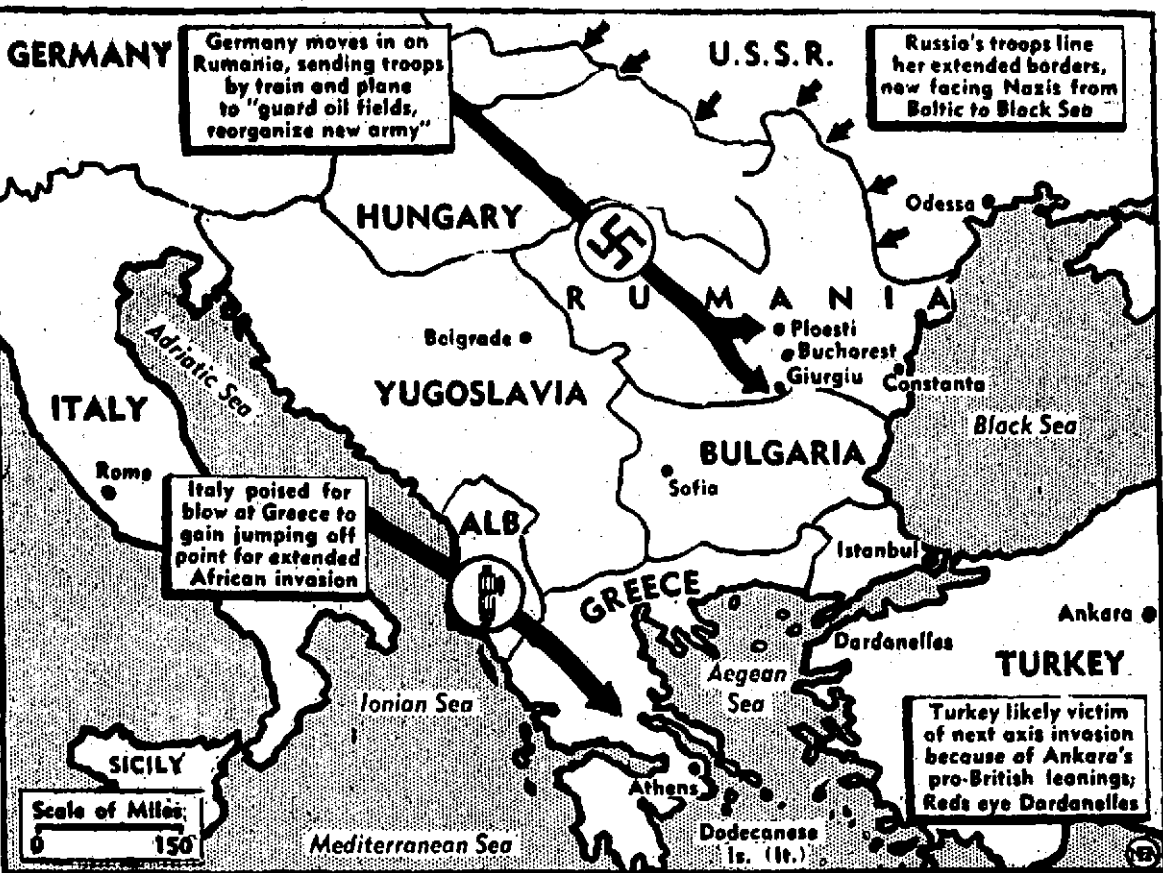 GERMANY
Germany moves in on
Rumania, sending troops
by train and plane
to "guard oil fields,
reorganize new army"
U.S.S.R.
Russia's troops line
her extended borders,
now facing Nazis from
Baltic to Black Sea
HUNGARY
Odessa
RUMANIA
Adriatic Sea
Belgrade
Ploesti
Bucharest
Giurgiu
Constanta
YUGOSLAVIA
ITALY
Black Sea
BULGARIA
Rome
Sofia
Italy poised for
blow at Greece to
gain jumping off
point for extended
African invasion
ALB.
Istanbul
GREECE
Ankara
Dardanelles
TURKEY
Aegean
Sea
Ionian Sea
Turkey likely victim
of next axis invasion
because of Ankara's
pro-British leanings;
Reds eye Dardanelles
SICILY
Athens
Scale of Miles
0 150
Mediterranean Sea
Dodecanese
Is. (It.)